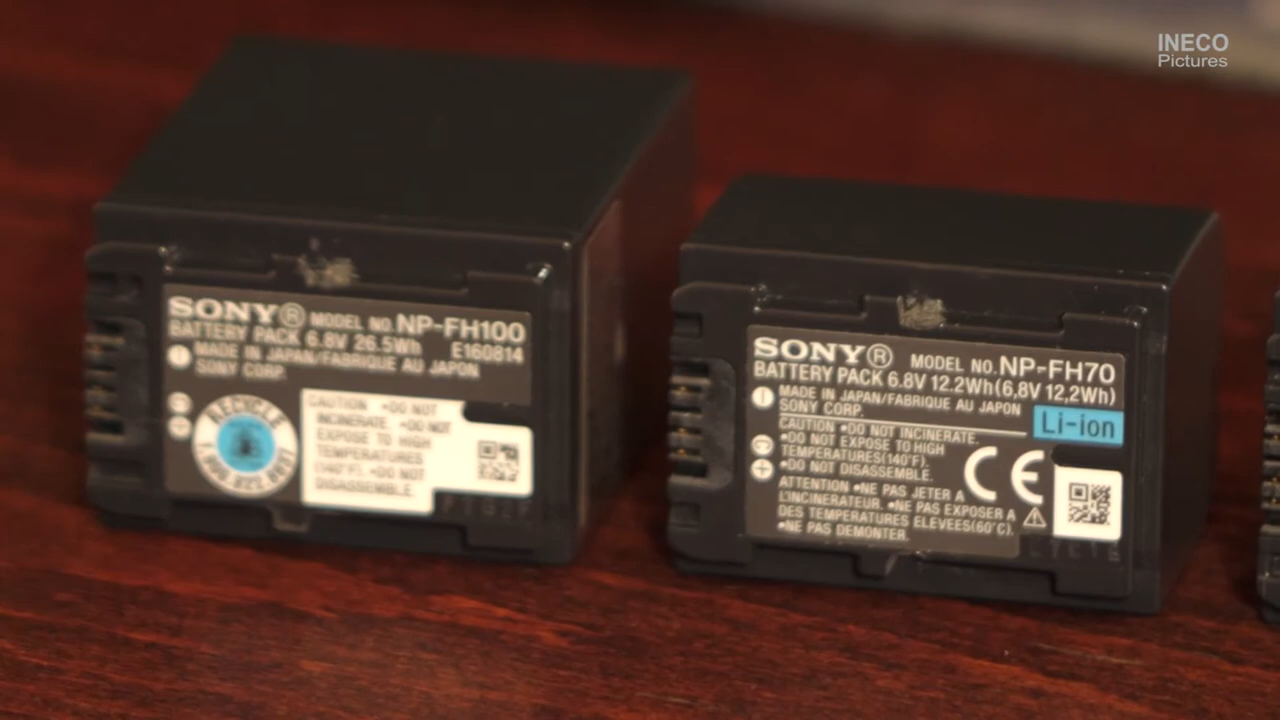 INECO
Pictures
SONY® MODEL NO.NP-FH100
BATTERY PACK 6.8V 26.5Wh E160814
MADE IN JAPAN/FABRIQUE AU JAPON
SONY CORP.
RECYCLE
CAUTION •DO NOT
INCINERATE. •DO NOT
EXPOSE TO HIGH
TEMPERATURES
(140°F). •DO NOT
DISASSEMBLE.
SONY® MODEL NO.NP-FH70
BATTERY PACK 6.8V 12.2Wh(6,8V 12,2Wh)
MADE IN JAPAN/FABRIQUE AU JAPON
SONY CORP.
Li-ion
CAUTION •DO NOT INCINERATE.
•DO NOT EXPOSE TO HIGH
TEMPERATURES(140°F).
•DO NOT DISASSEMBLE.
CE
ATTENTION •NE PAS JETER A
L'INCINERATEUR. •NE PAS EXPOSER A
DES TEMPERATURES ELEVEES(60°C).
•NE PAS DEMONTER.